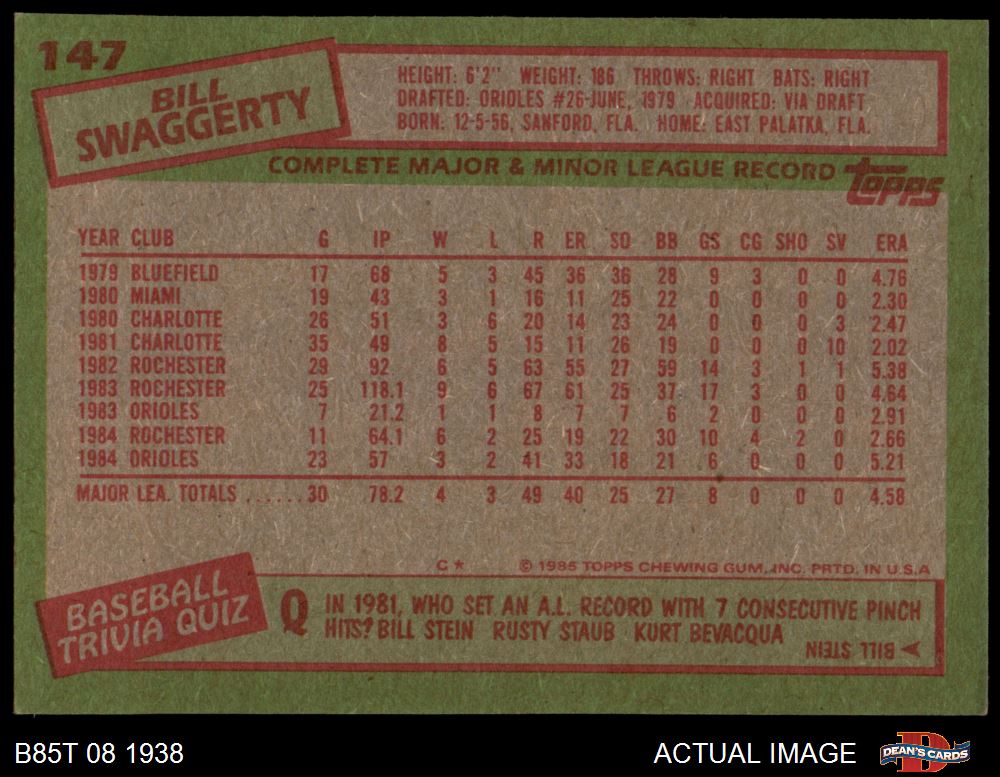 147
BILL
SWAGGERTY
HEIGHT: 6'2" WEIGHT: 186 THROWS: RIGHT BATS: RIGHT
DRAFTED: ORIOLES #26-JUNE, 1979 ACQUIRED: VIA DRAFT
BORN: 12-5-56, SANFORD, FLA. HOME: EAST PALATKA, FLA.
COMPLETE MAJOR & MINOR LEAGUE RECORD topps
YEAR CLUB G IP W L R ER SO BB GS CG SHO SV ERA
1979 BLUEFIELD 17 68 5 3 45 36 36 28 9 3 0 0 4.76
1980 MIAMI 19 43 3 1 16 11 25 22 0 0 0 0 2.30
1980 CHARLOTTE 26 51 3 6 20 14 23 24 0 0 0 3 2.47
1981 CHARLOTTE 35 49 8 5 15 11 26 19 0 0 0 10 2.02
1982 ROCHESTER 29 92 6 5 63 55 27 59 14 3 1 1 5.38
1983 ROCHESTER 25 118.1 9 6 67 61 25 37 17 3 0 0 4.64
1983 ORIOLES 7 21.2 1 1 8 7 7 6 2 0 0 0 2.91
1984 ROCHESTER 11 64.1 6 2 25 19 22 30 10 4 2 0 2.66
1984 ORIOLES 23 57 3 2 41 33 18 21 6 0 0 0 5.21
MAJOR LEA. TOTALS ......30 78.2 4 3 49 40 25 27 8 0 0 0 4.58
C* © 1985 TOPPS CHEWING GUM, INC. PRTD. IN U.S.A
BASEBALL
TRIVIA QUIZ
Q IN 1981, WHO SET AN A.L. RECORD WITH 7 CONSECUTIVE PINCH
HITS? BILL STEIN RUSTY STAUB KURT BEVACQUA
BILL STEIN
B85T 08 1938 ACTUAL IMAGE DEAN'S CARDS